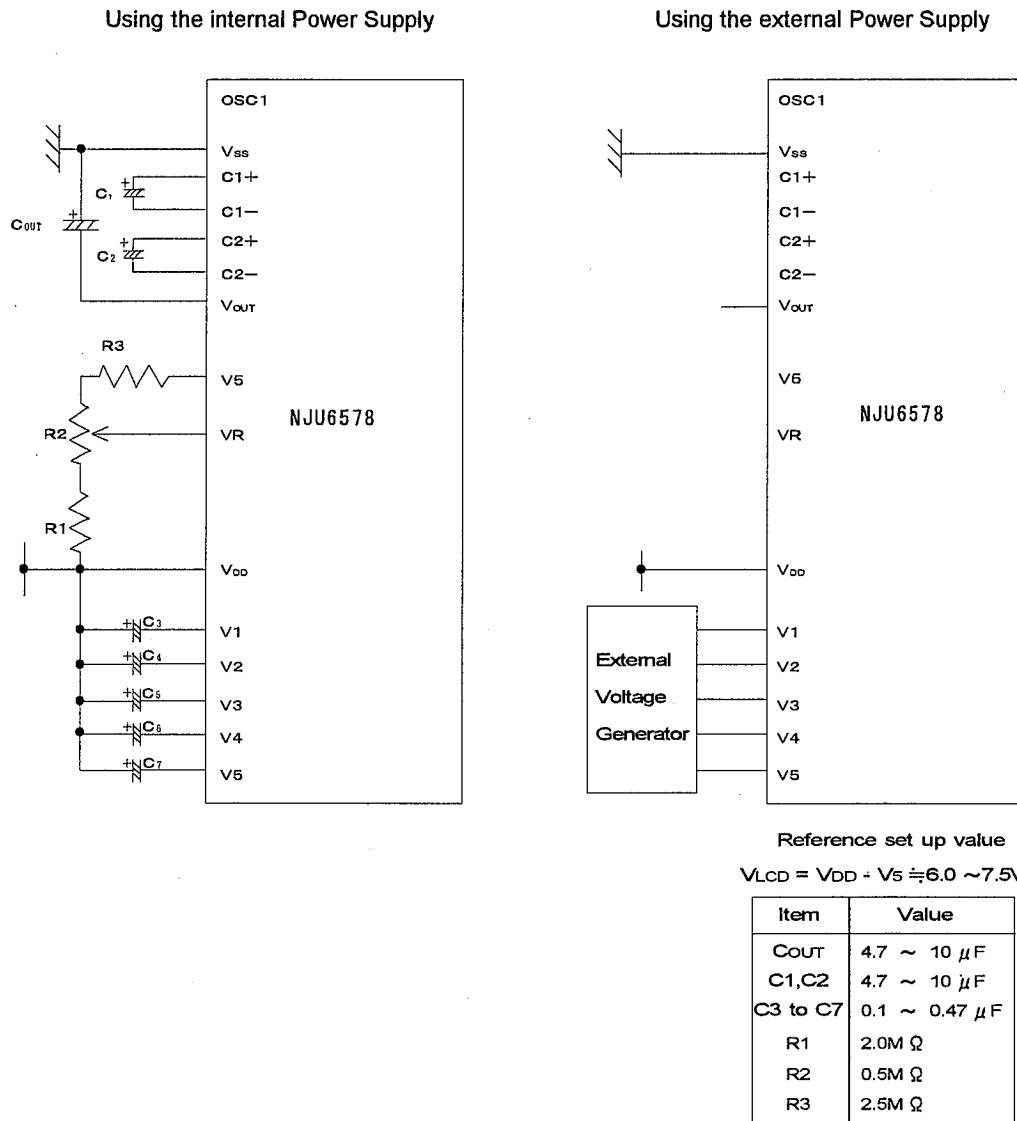 Using the internal Power Supply
OSC1
VSS
C1+
C1
C1−
COUT
C2+
C2
C2−
VOUT
R3
V5
R2
VR
NJU6578
R1
VDD
C3
V1
C4
V2
C5
V3
C6
V4
C7
V5
Using the external Power Supply
OSC1
VSS
C1+
C1−
C2+
C2−
VOUT
V5
VR
NJU6578
VDD
External
Voltage
Generator
V1
V2
V3
V4
V5
Reference set up value
VLCD = VDD - V5 ≒6.0 ~7.5V
Item Value
COUT 4.7 ~ 10 μF
C1,C2 4.7 ~ 10 μF
C3 to C7 0.1 ~ 0.47 μF
R1 2.0M Ω
R2 0.5M Ω
R3 2.5M Ω